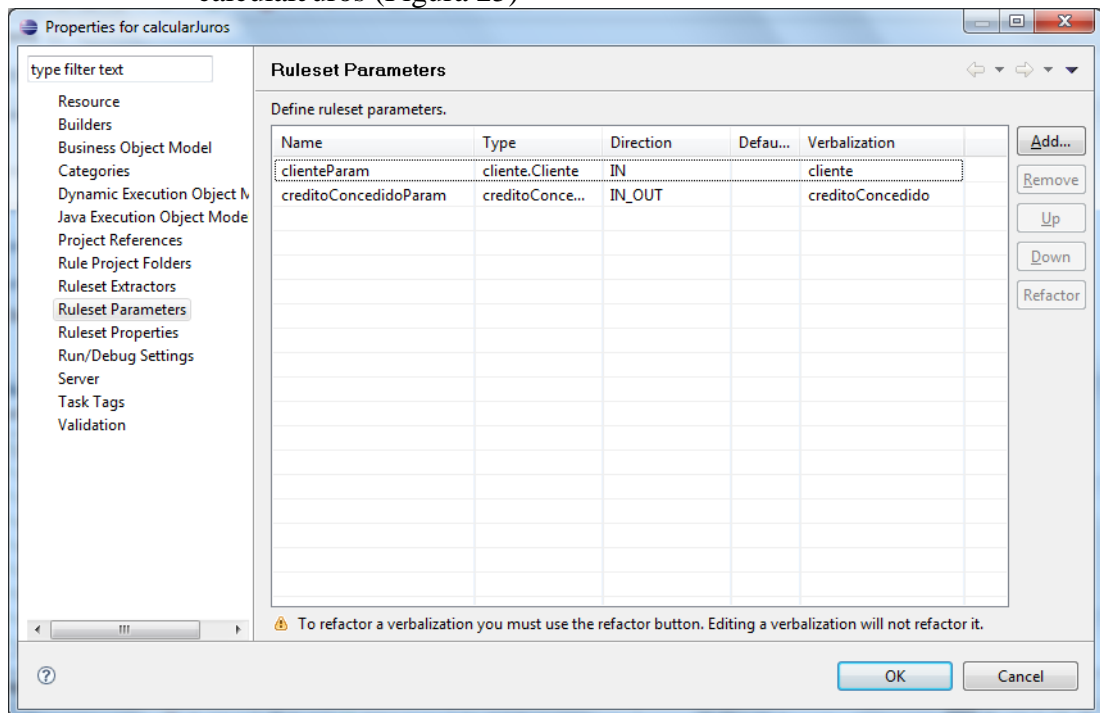 calcularJuros (Figura 23)
Properties for calcularJuros
type filter text
Resource
Builders
Business Object Model
Categories
Dynamic Execution Object M
Java Execution Object Mode
Project References
Rule Project Folders
Ruleset Extractors
Ruleset Parameters
Ruleset Properties
Run/Debug Settings
Server
Task Tags
Validation
Ruleset Parameters
Define ruleset parameters.
Name Type Direction Defau... Verbalization
clienteParam cliente.Cliente IN cliente
creditoConcedidoParam creditoConce... IN_OUT creditoConcedido
Add...
Remove
Up
Down
Refactor
To refactor a verbalization you must use the refactor button. Editing a verbalization will not refactor it.
OK
Cancel